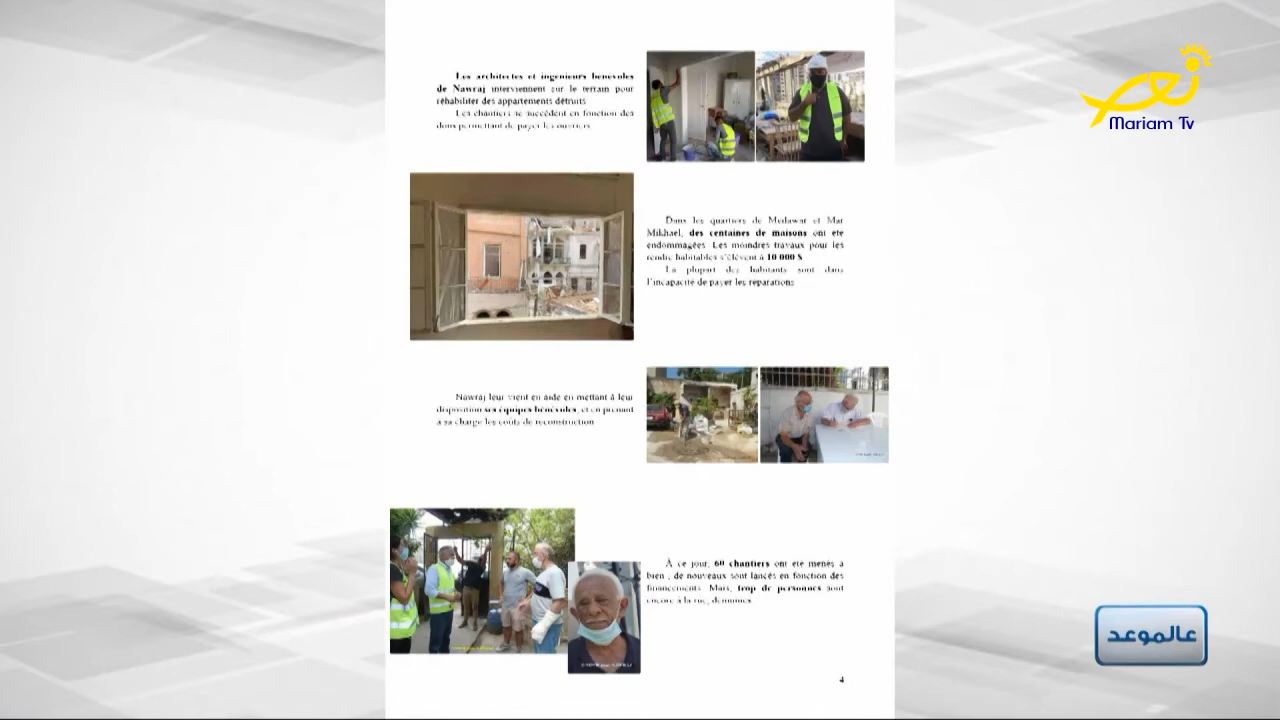 Les architectes et ingénieurs bénévoles
de Nawraj interviennent sur le terrain pour
réhabiliter des appartements détruits
Les chantiers se succèdent en fonction des
dons permettant de payer les ouvriers
Dans les quartiers de Medawar et Mar
Mikhael, des centaines de maisons ont été
endommagées. Les moindres travaux pour les
rendre habitables s'élèvent à 10 000 $
La plupart des habitants sont dans
l'incapacité de payer les réparations
Nawraj leur vient en aide en mettant à leur
disposition ses équipes bénévoles, et en prenant
à sa charge les coûts de reconstruction
À ce jour, 60 chantiers ont été menés à
bien ; de nouveaux sont lancés en fonction des
financements. Mais, trop de personnes sont
encore à la rue, démunies
4
نعم
Mariam Tv
عالموعد